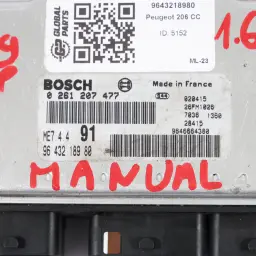 GLOBAL PARTS
9643218980
Peugeot 206 CC
ID: 5152
ML-23
1.6
BOSCH
Made in France
0 261 207 477
020415
28FM1026
7036 1350
ME7 4.4 91
28415
96 432 189 80
9646664380
MANUAL